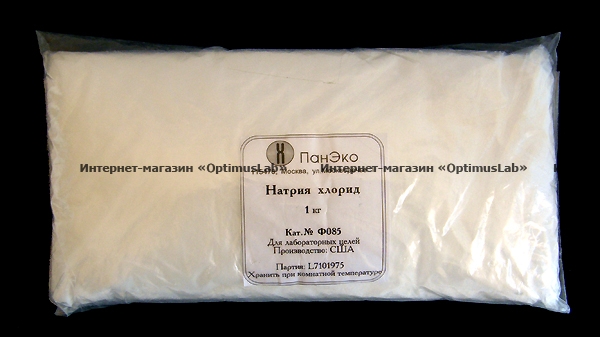 ПанЭко
Москва, ул.
Интернет-магазин «OptimusLab» Интернет-магазин «OptimusLab»
Натрия хлорид
1 кг
Кат.№ Ф085
Для лабораторных целей
Производство: США
Партия: L7101975
Хранить при комнатной температуре